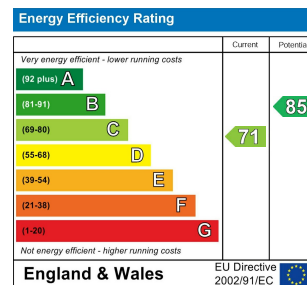 Energy Efficiency Rating
Current Potentia
Very energy efficient - lower running costs
(92 plus) A
(81-91) B
85
(69-80) C
71
(55-68) D
(39-54) E
(21-38) F
(1-20) G
Not energy efficient - higher running costs
England & Wales
EU Directive
2002/91/EC